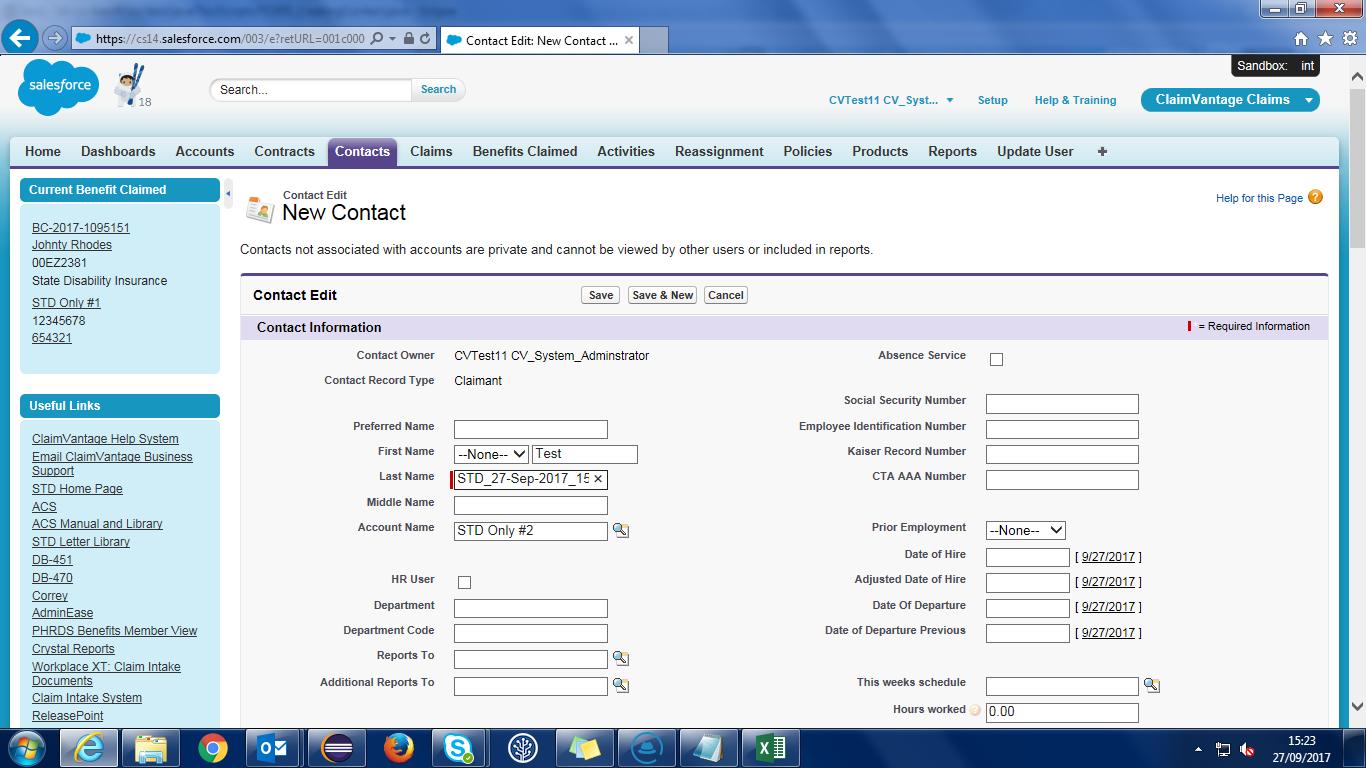 https://cs14.salesforce.com/003/e?retURL=001c000
Contact Edit: New Contact ...
Sandbox: int
salesforce
18
Search...
Search
CVTest11 CV_Syst...
Setup
Help & Training
ClaimVantage Claims
Home
Dashboards
Accounts
Contracts
Contacts
Claims
Benefits Claimed
Activities
Reassignment
Policies
Products
Reports
Update User
+
Current Benefit Claimed
BC-2017-1095151
Johnty Rhodes
00EZ2381
State Disability Insurance
STD Only #1
12345678
654321
Useful Links
ClaimVantage Help System
Email ClaimVantage Business
Support
STD Home Page
ACS
ACS Manual and Library
STD Letter Library
DB-451
DB-470
Correy
AdminEase
PHRDS Benefits Member View
Crystal Reports
Workplace XT: Claim Intake
Documents
Claim Intake System
ReleasePoint
Contact Edit
New Contact
Help for this Page
Contacts not associated with accounts are private and cannot be viewed by other users or included in reports.
Contact Edit
Save
Save & New
Cancel
Contact Information
= Required Information
Contact Owner CVTest11 CV_System_Adminstrator
Absence Service
Contact Record Type Claimant
Social Security Number
Preferred Name
Employee Identification Number
First Name --None-- Test
Kaiser Record Number
Last Name STD_27-Sep-2017_15
CTA AAA Number
Middle Name
Account Name STD Only #2
Prior Employment --None--
Date of Hire [ 9/27/2017 ]
HR User
Adjusted Date of Hire [ 9/27/2017 ]
Department
Date Of Departure [ 9/27/2017 ]
Department Code
Date of Departure Previous [ 9/27/2017 ]
Reports To
Additional Reports To
This weeks schedule
Hours worked 0.00
15:23
27/09/2017